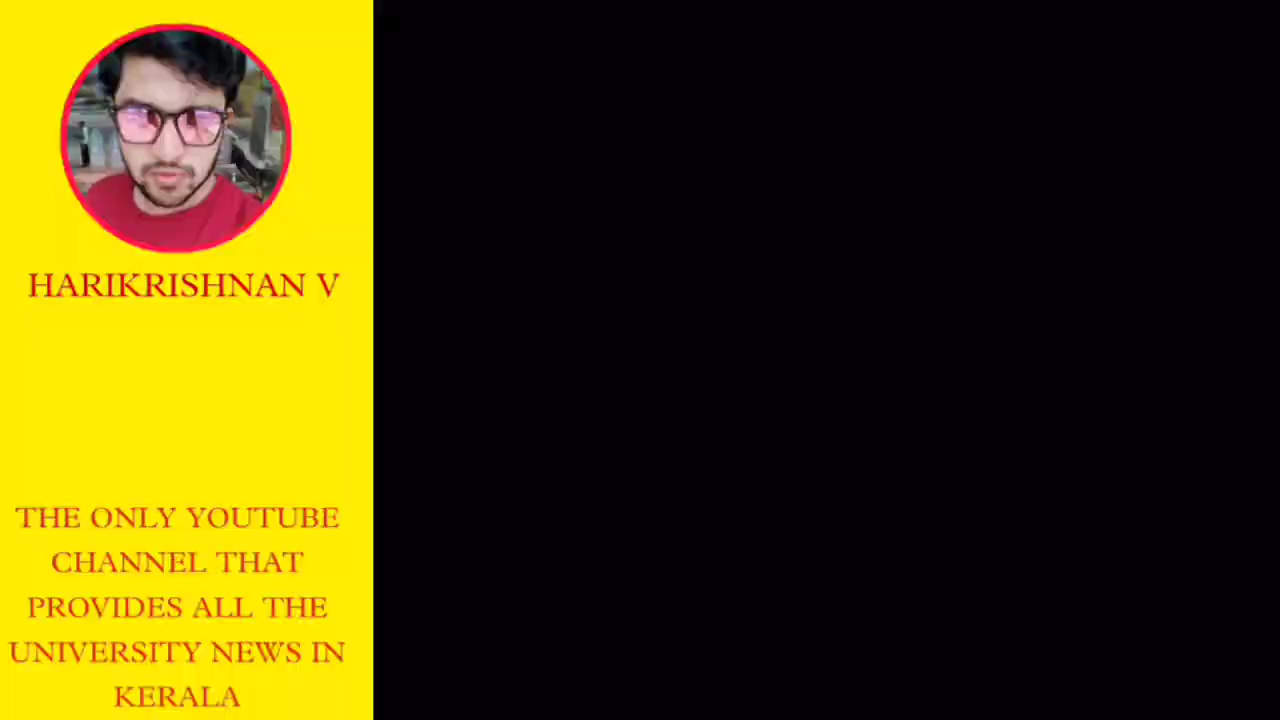 HARIKRISHNAN V
THE ONLY YOUTUBE
CHANNEL THAT
PROVIDES ALL THE
UNIVERSITY NEWS IN
KERALA